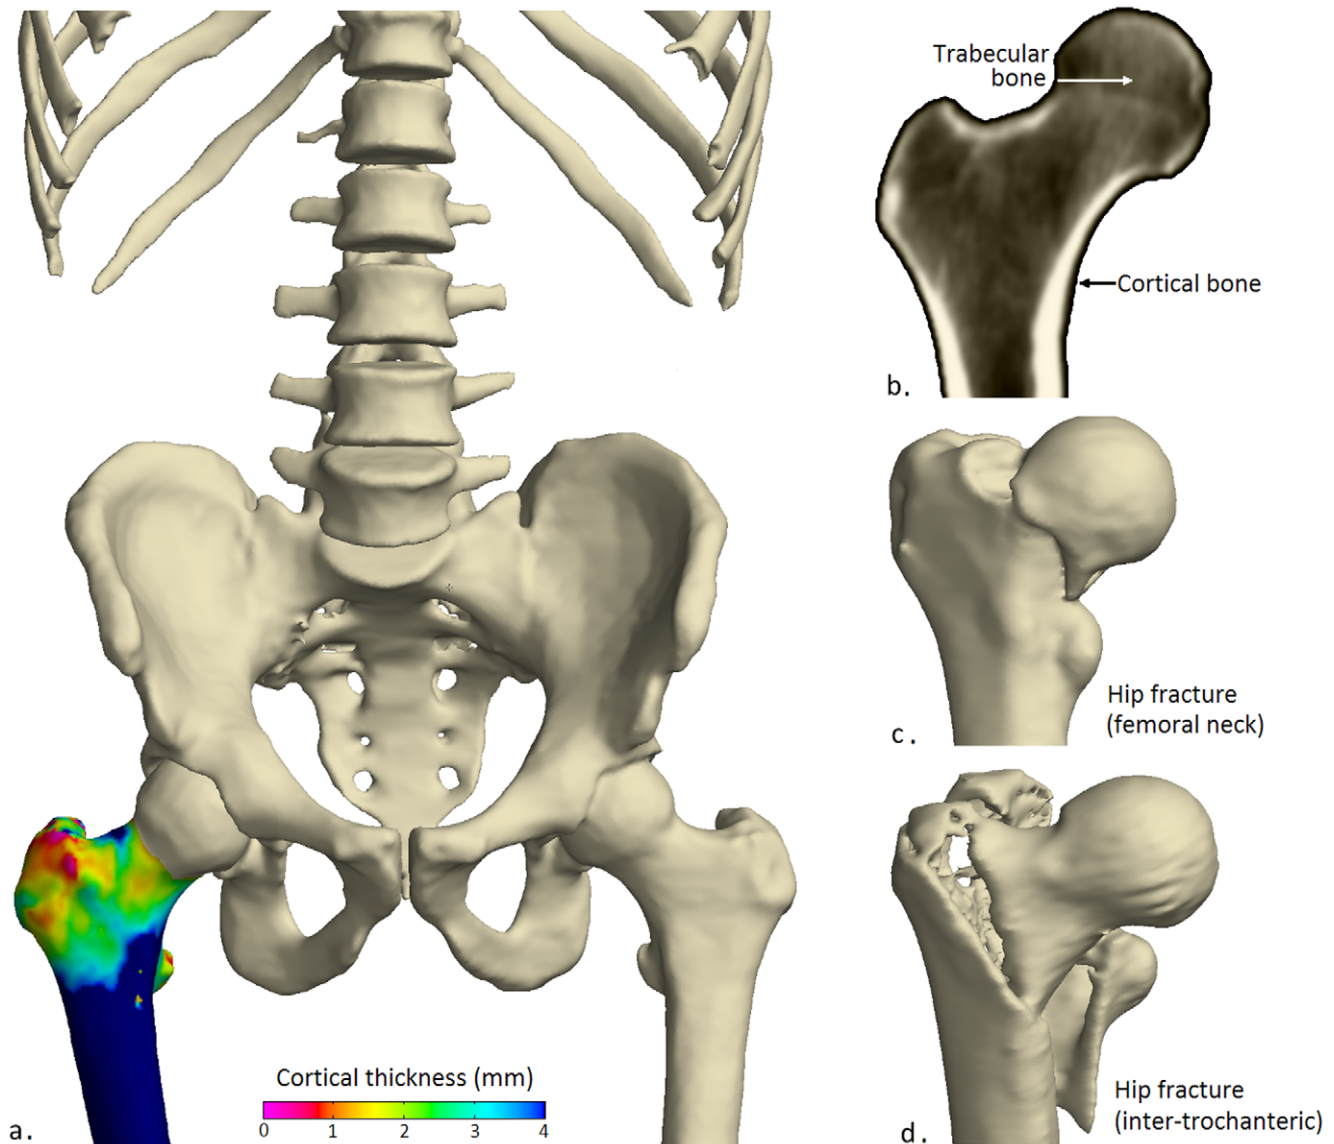 Trabecular
bone
Cortical bone
b.
Hip fracture
(femoral neck)
c.
Cortical thickness (mm)
0 1 2 3 4
a.
Hip fracture
(inter-trochanteric)
d.